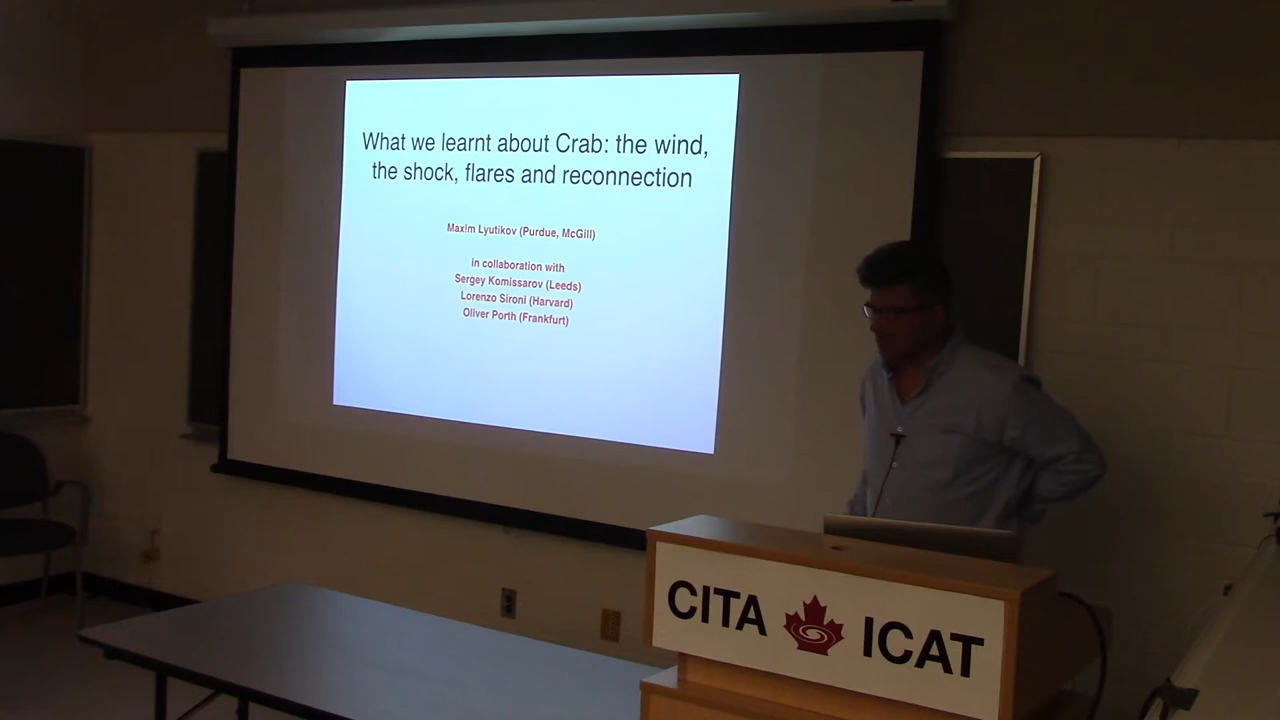 What we learnt about Crab: the wind,
the shock, flares and reconnection
Maxim Lyutikov (Purdue, McGill)
in collaboration with
Sergey Komissarov (Leeds)
Lorenzo Sironi (Harvard)
Oliver Porth (Frankfurt)
CITA ICAT